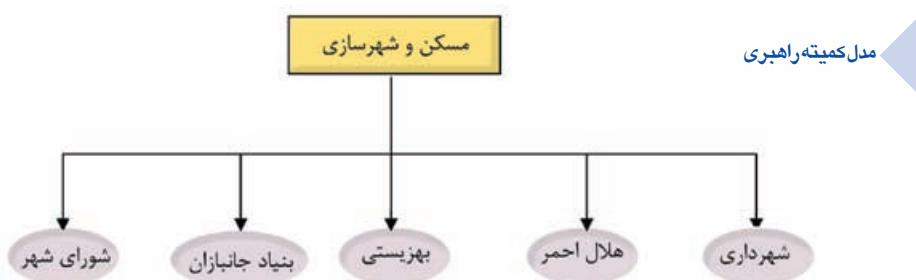 مدل کمیته راهبری
مسکن و شهرسازی
شهرداری
هلال احمر
بهزیستی
بنیاد جانبازان
شورای شهر